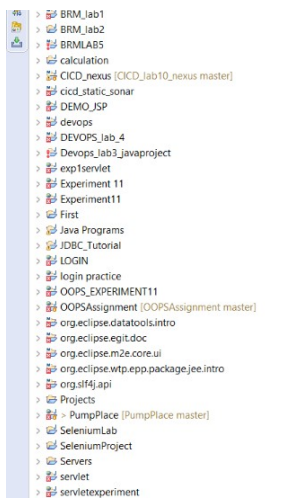 > BRM_lab1
> BRM_lab2
> BRMLAB5
> calculation
> CICD_nexus [CICD_lab10_nexus master]
> cicd_static_sonar
> DEMO_JSP
> devops
> DEVOPS_lab_4
> Devops_lab3_javaproject
> exp1servlet
> Experiment 11
> Experiment11
> First
> Java Programs
> JDBC_Tutorial
> LOGIN
> login practice
> OOPS_EXPERIMENT11
> OOPSAssignment [OOPSAssignment master]
> org.eclipse.datatools.intro
> org.eclipse.egit.doc
> org.eclipse.m2e.core.ui
> org.eclipse.wtp.epp.package.jee.intro
> org.slf4j.api
> Projects
> > PumpPlace [PumpPlace master]
> SeleniumLab
> SeleniumProject
> Servers
> servlet
> servletexperiment